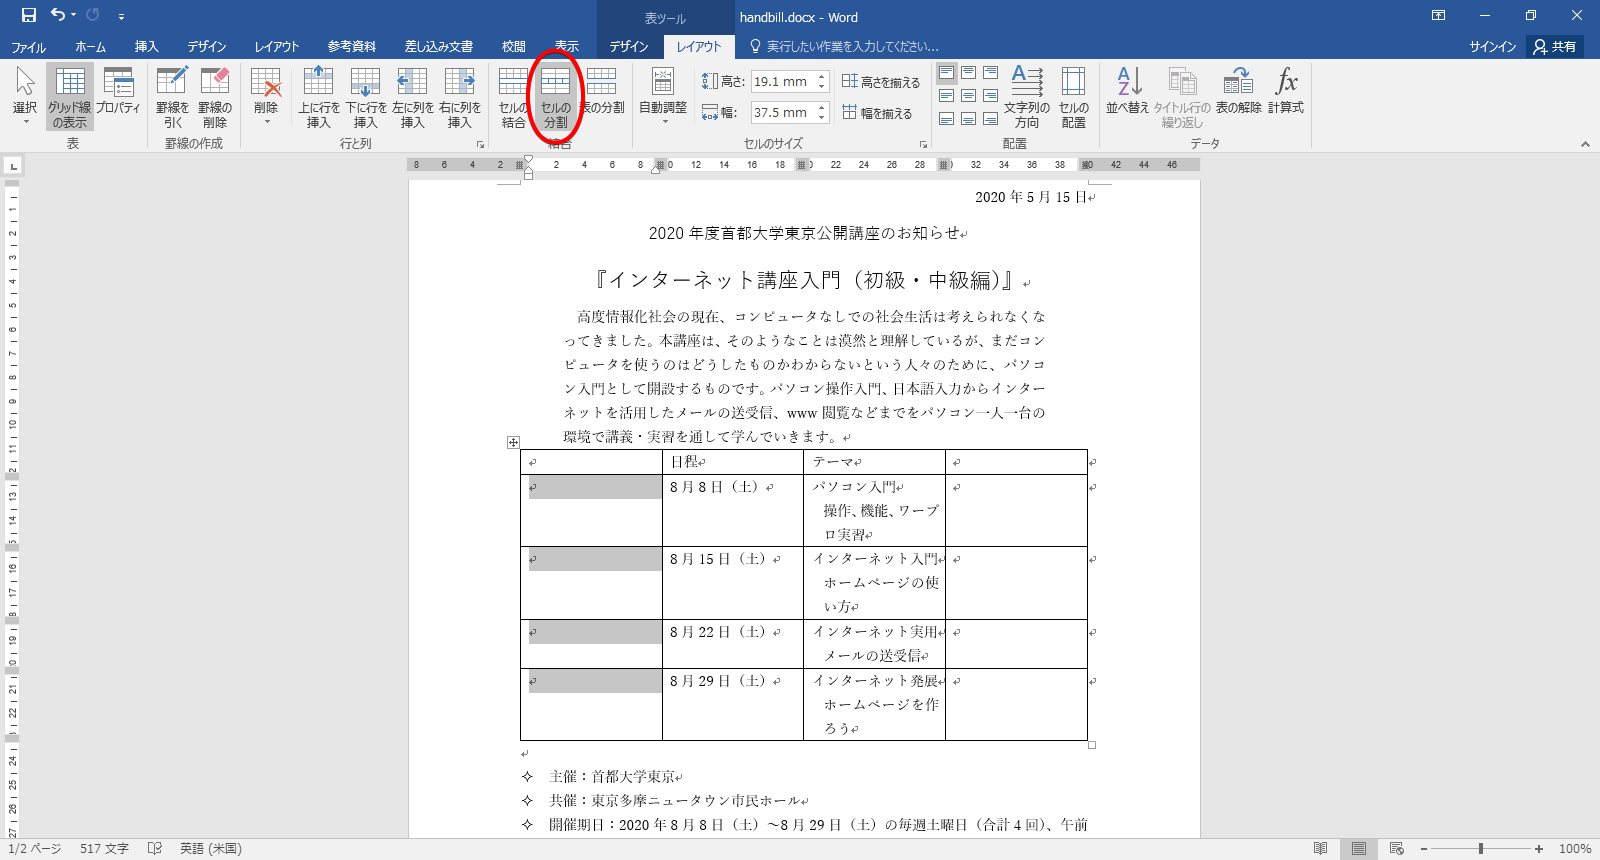 表ツール
handbill.docx - Word
ファイル
ホーム
挿入
デザイン
レイアウト
参考資料
差し込み文書
校閲
表示
デザイン
レイアウト
実行したい作業を入力してください...
サインイン
共有
選択
グリッド線の表示
プロパティ
罫線を引く
罫線の削除
削除
上に行を挿入
下に行を挿入
左に列を挿入
右に列を挿入
セルの結合
セルの分割
表の分割
自動調整
高さ:
19.1 mm
幅:
37.5 mm
高さを揃える
幅を揃える
文字列の方向
セルの配置
並べ替え
タイトル行の繰り返し
表の解除
計算式
表
罫線の作成
行と列
結合
セルのサイズ
配置
データ
8 6 4 2 2 4 6 8 10 12 14 16 18 20 22 24 26 28 30 32 34 36 38 40 42 44 46
2020 年 5 月 15 日
2020 年度首都大学東京公開講座のお知らせ
『インターネット講座入門（初級・中級編)』
高度情報化社会の現在、コンピュータなしでの社会生活は考えられなくな
ってきました。本講座は、そのようなことは漠然と理解しているが、まだコン
ピュータを使うのはどうしたものかわからないという人々のために、パソコ
ン入門として開設するものです。パソコン操作入門、日本語入力からインター
ネットを活用したメールの送受信、www 閲覧などまでをパソコン一人一台の
環境で講義・実習を通して学んでいきます。
日程
テーマ
8 月 8 日（土）
パソコン入門
操作、機能、ワープ
ロ実習
8 月 15 日（土）
インターネット入門
ホームページの使
い方
8 月 22 日（土）
インターネット実用
メールの送受信
8 月 29 日（土）
インターネット発展
ホームページを作
ろう
✧ 主催：首都大学東京
✧ 共催：東京多摩ニュータウン市民ホール
✧ 開催期日：2020 年 8 月 8 日（土）～8 月 29 日（土）の毎週土曜日（合計 4 回)、午前
1/2 ページ
517 文字
英語 (米国)
100%